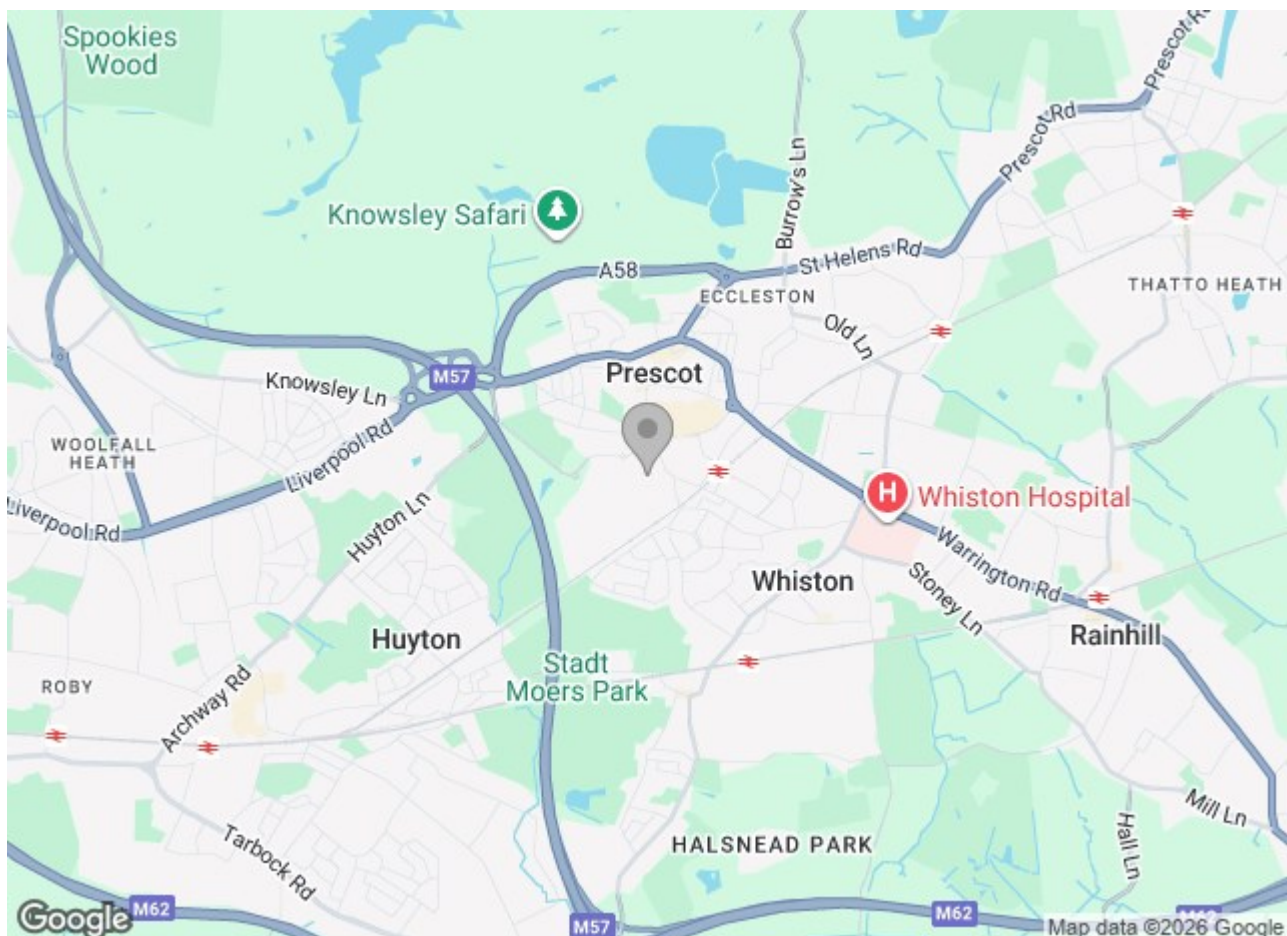 Spookies
Wood
Prescot Rd
Prescot Rd
Knowsley Safari
Burrow's Ln
A58
St Helens Rd
ECCLESTON
THATTO HEATH
Old Ln
M57
Prescot
Knowsley Ln
WOOLFALL
HEATH
Liverpool Rd
Liverpool Rd
Huyton Ln
H
Whiston Hospital
Warrington Rd
Whiston
Stoney Ln
Rainhill
Huyton
Stadt
Moers Park
ROBY
Archway Rd
Tarbock Rd
HALSNEAD PARK
Mill Ln
Hall Ln
Google
M62
M57
M62
M62
Map data ©2026 Google